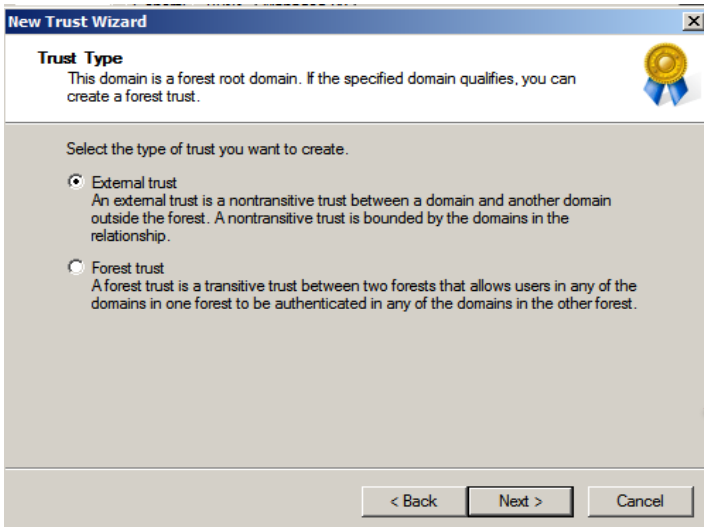 New Trust Wizard
Trust Type
This domain is a forest root domain. If the specified domain qualifies, you can
create a forest trust.
Select the type of trust you want to create.
External trust
An external trust is a nontransitive trust between a domain and another domain
outside the forest. A nontransitive trust is bounded by the domains in the
relationship.
Forest trust
A forest trust is a transitive trust between two forests that allows users in any of the
domains in one forest to be authenticated in any of the domains in the other forest.
< Back
Next >
Cancel